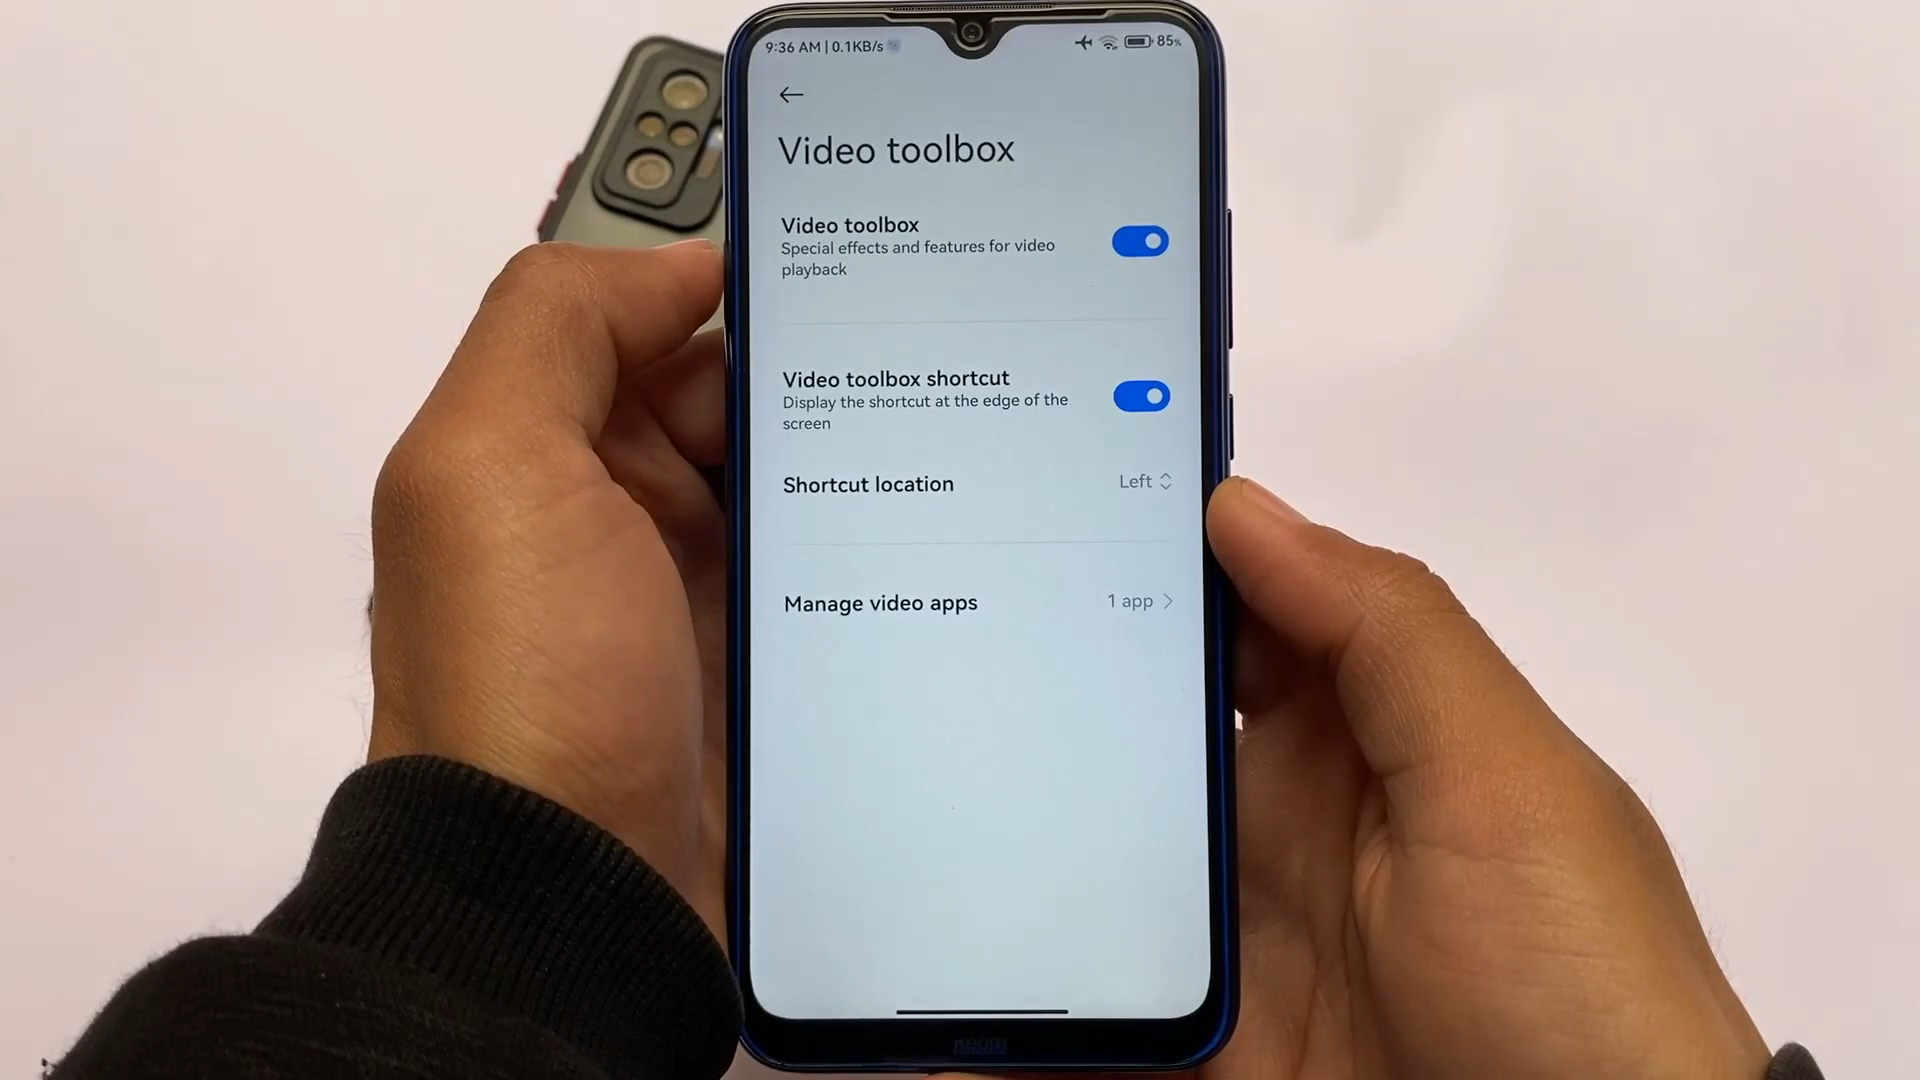 9:36 AM | 0.1KB/s
85%
Video toolbox
Video toolbox
Special effects and features for video
playback
Video toolbox shortcut
Display the shortcut at the edge of the
screen
Shortcut location
Left
Manage video apps
1 app
Redmi